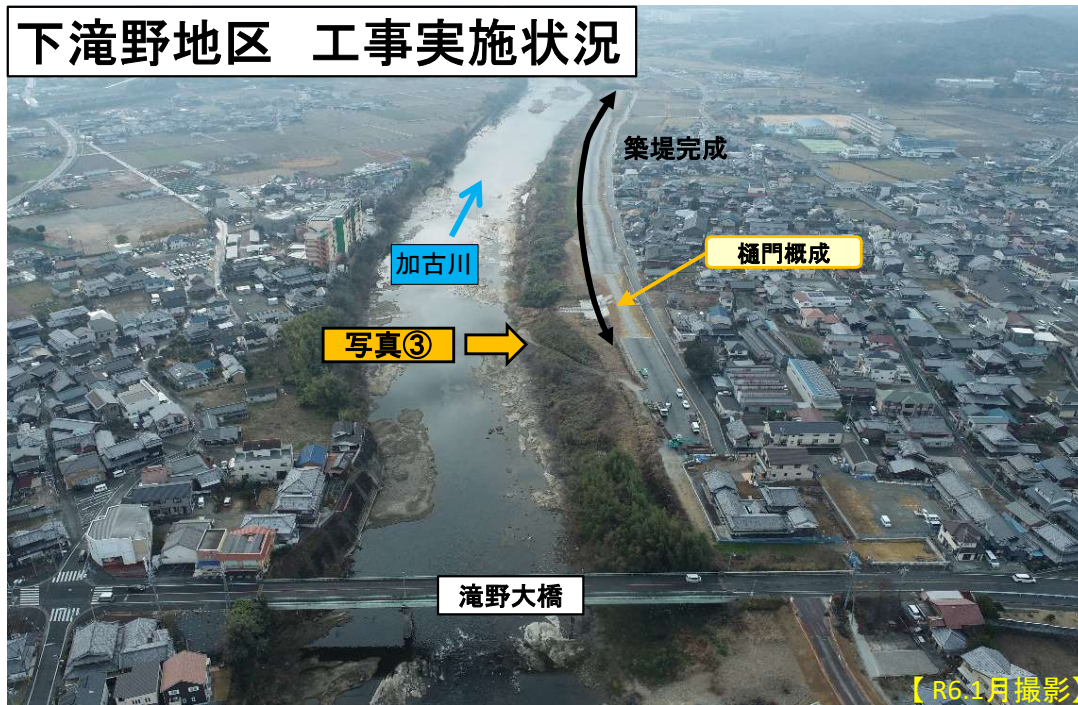 下滝野地区　工事実施状況
築堤完成
樋門概成
加古川
写真③
滝野大橋
【 R6.1月撮影】